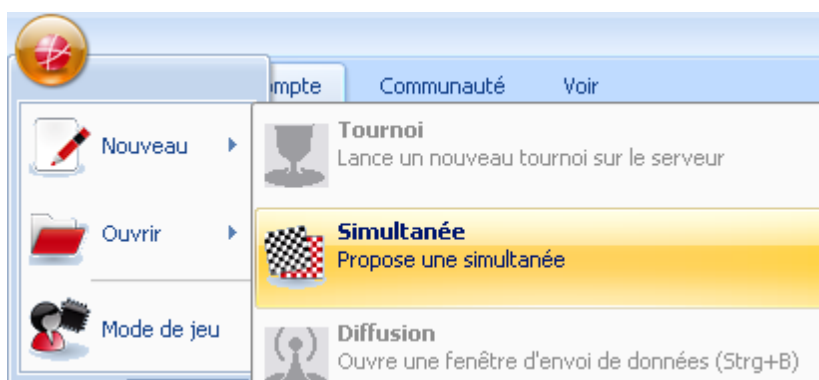 ompte Communauté Voir
Nouveau
Ouvrir
Mode de jeu
Tournoi
Lance un nouveau tournoi sur le serveur
Simultanée
Propose une simultanée
Diffusion
Ouvre une fenêtre d'envoi de données (Strg+B)